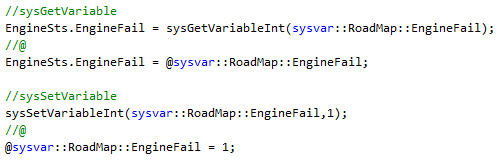 //sysGetVariable
EngineSts.EngineFail = sysGetVariableInt(sysvar::RoadMap::EngineFail);
//@
EngineSts.EngineFail = @sysvar::RoadMap::EngineFail;

//sysSetVariable
sysSetVariableInt(sysvar::RoadMap::EngineFail,1);
//@
@sysvar::RoadMap::EngineFail = 1;